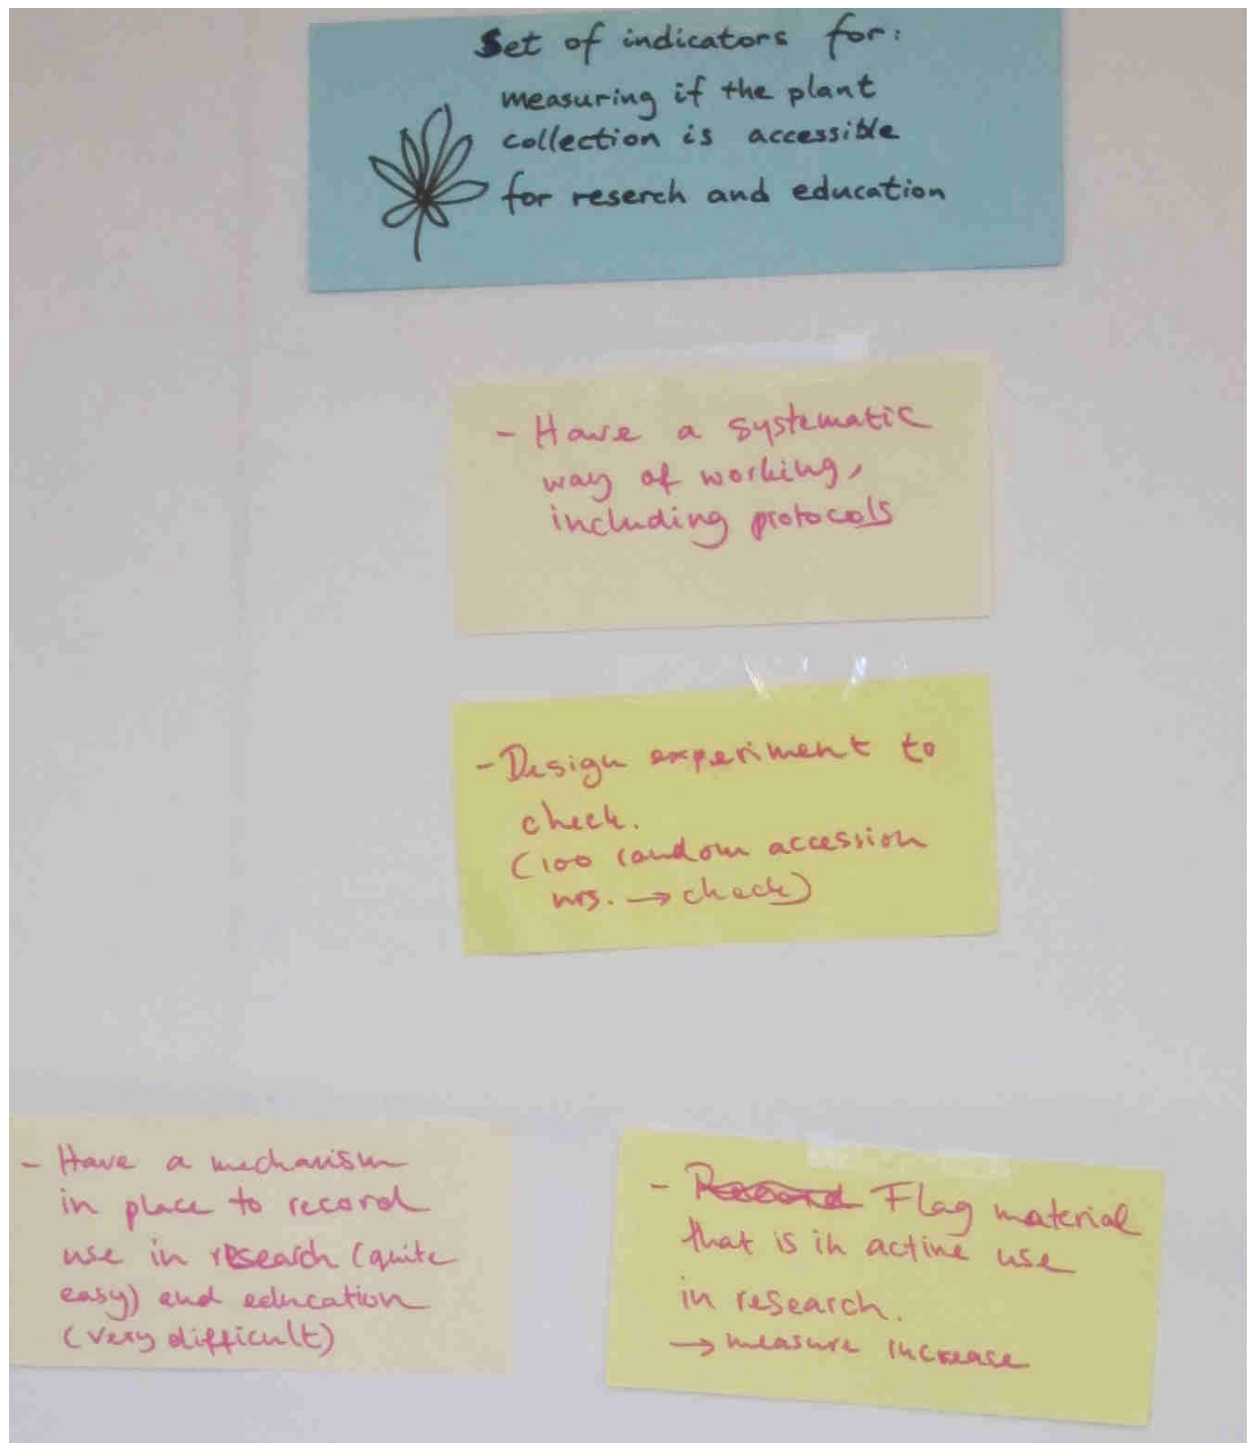 Set of indicators for:
measuring if the plant
collection is accessible
for reserch and education
- Have a systematic
way of working,
including protocols
- Design experiment to
check.
(100 random accession
nrs. → check)
- Have a mechanism
in place to record
use in research (quite
easy) and education
(very difficult)
- Record Flag material
that is in active use
in research.
→ measure increase